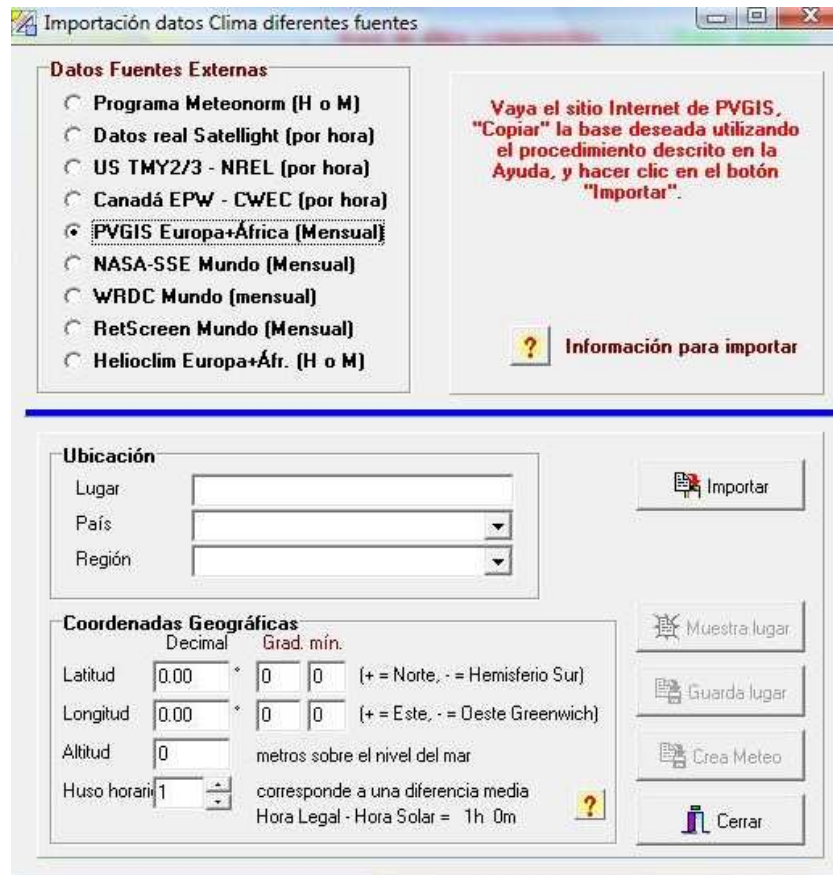 Importación datos Clima diferentes fuentes
Datos Fuentes Externas
Programa Meteonorm (H o M)
Datos real Satellight (por hora)
US TMY2/3 - NREL (por hora)
Canadá EPW - CWEC (por hora)
PVGIS Europa+África (Mensual)
NASA-SSE Mundo (Mensual)
WRDC Mundo (mensual)
RetScreen Mundo (Mensual)
Helioclim Europa+Áfr. (H o M)
Vaya el sitio Internet de PVGIS,
"Copiar" la base deseada utilizando
el procedimiento descrito en la
Ayuda, y hacer clic en el botón
"Importar".
? Información para importar
Ubicación
Lugar
País
Región
Importar
Coordenadas Geográficas
Decimal Grad. mín.
Latitud 0.00 ° 0 0 (+ = Norte, - = Hemisferio Sur)
Longitud 0.00 ° 0 0 (+ = Este, - = Oeste Greenwich)
Altitud 0 metros sobre el nivel del mar
Huso horari 1 corresponde a una diferencia media
Hora Legal - Hora Solar = 1h 0m ?
Muestra lugar
Guarda lugar
Crea Meteo
Cerrar